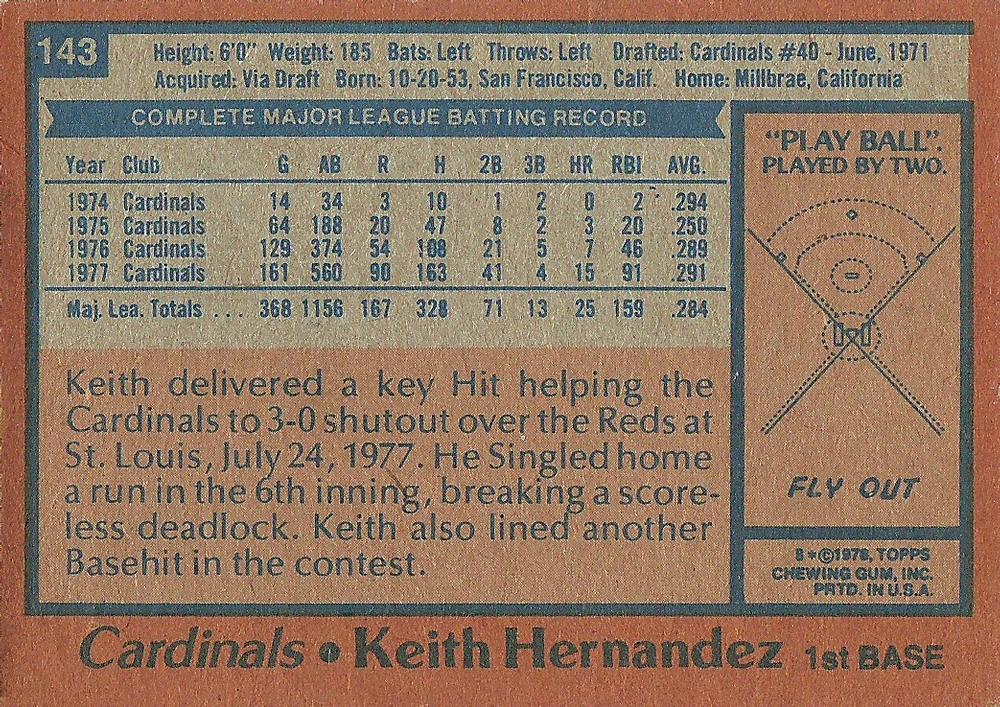 143
Height: 6'0" Weight: 185 Bats: Left Throws: Left Drafted: Cardinals #40 - June, 1971
Acquired: Via Draft Born: 10-20-53, San Francisco, Calif. Home: Millbrae, California
COMPLETE MAJOR LEAGUE BATTING RECORD
Year Club G AB R H 2B 3B HR RBI AVG.
1974 Cardinals 14 34 3 10 1 2 0 2 .294
1975 Cardinals 64 188 20 47 8 2 3 20 .250
1976 Cardinals 129 374 54 108 21 5 7 46 .289
1977 Cardinals 161 560 90 163 41 4 15 91 .291
Maj. Lea. Totals ... 368 1156 167 328 71 13 25 159 .284
Keith delivered a key Hit helping the
Cardinals to 3-0 shutout over the Reds at
St. Louis, July 24, 1977. He Singled home
a run in the 6th inning, breaking a score-
less deadlock. Keith also lined another
Basehit in the contest.
"PLAY BALL".
PLAYED BY TWO.
FLY OUT
8*©1978, TOPPS
CHEWING GUM, INC.
PRTD. IN U.S.A.
Cardinals • Keith Hernandez 1st BASE